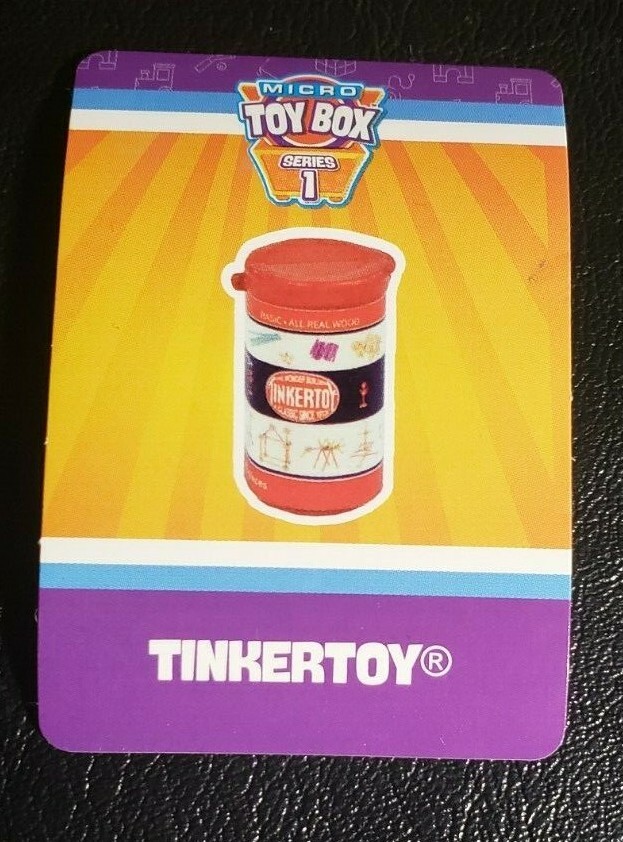 MICRO
TOY BOX
SERIES
1
BASIC • ALL REAL WOOD
TINKERTOY
TINKERTOY®